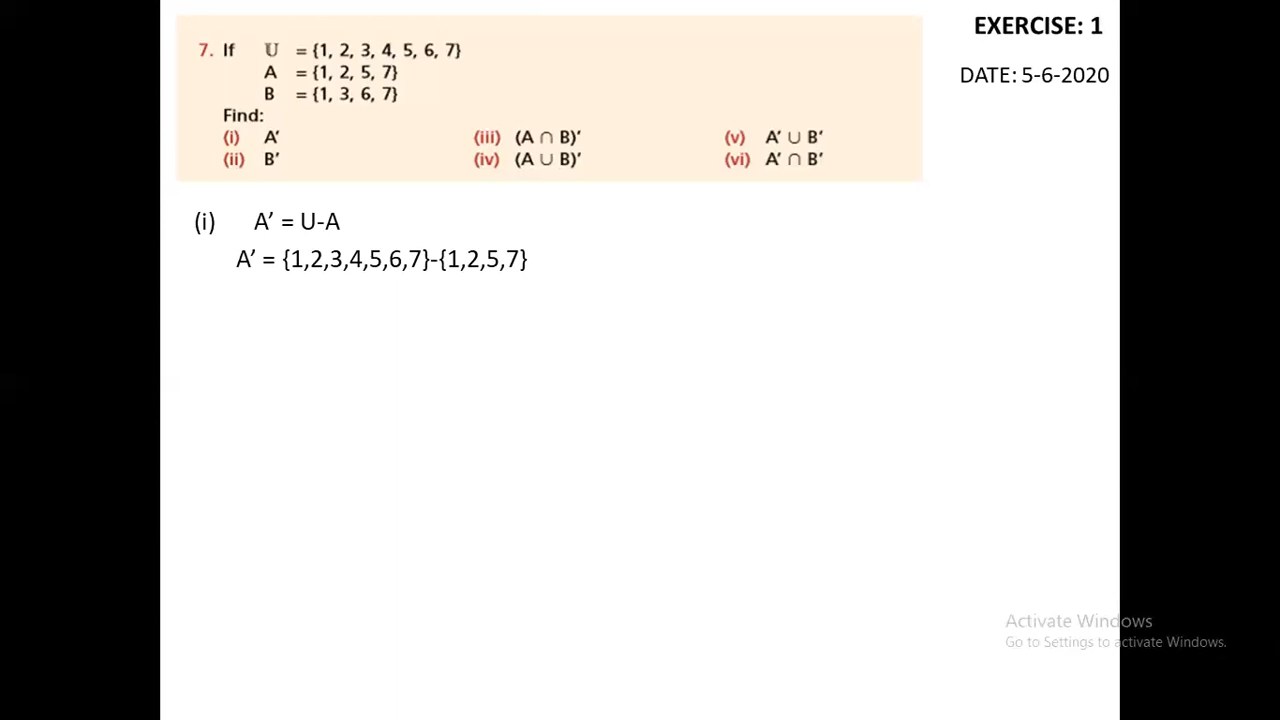 EXERCISE: 1
DATE: 5-6-2020
7. If U = {1, 2, 3, 4, 5, 6, 7}
A = {1, 2, 5, 7}
B = {1, 3, 6, 7}
Find:
(i) A′ (iii) (A ∩ B)′ (v) A′ ∪ B′
(ii) B′ (iv) (A ∪ B)′ (vi) A′ ∩ B′
(i) A’ = U-A
A’ = {1,2,3,4,5,6,7}-{1,2,5,7}
Activate Windows
Go to Settings to activate Windows.